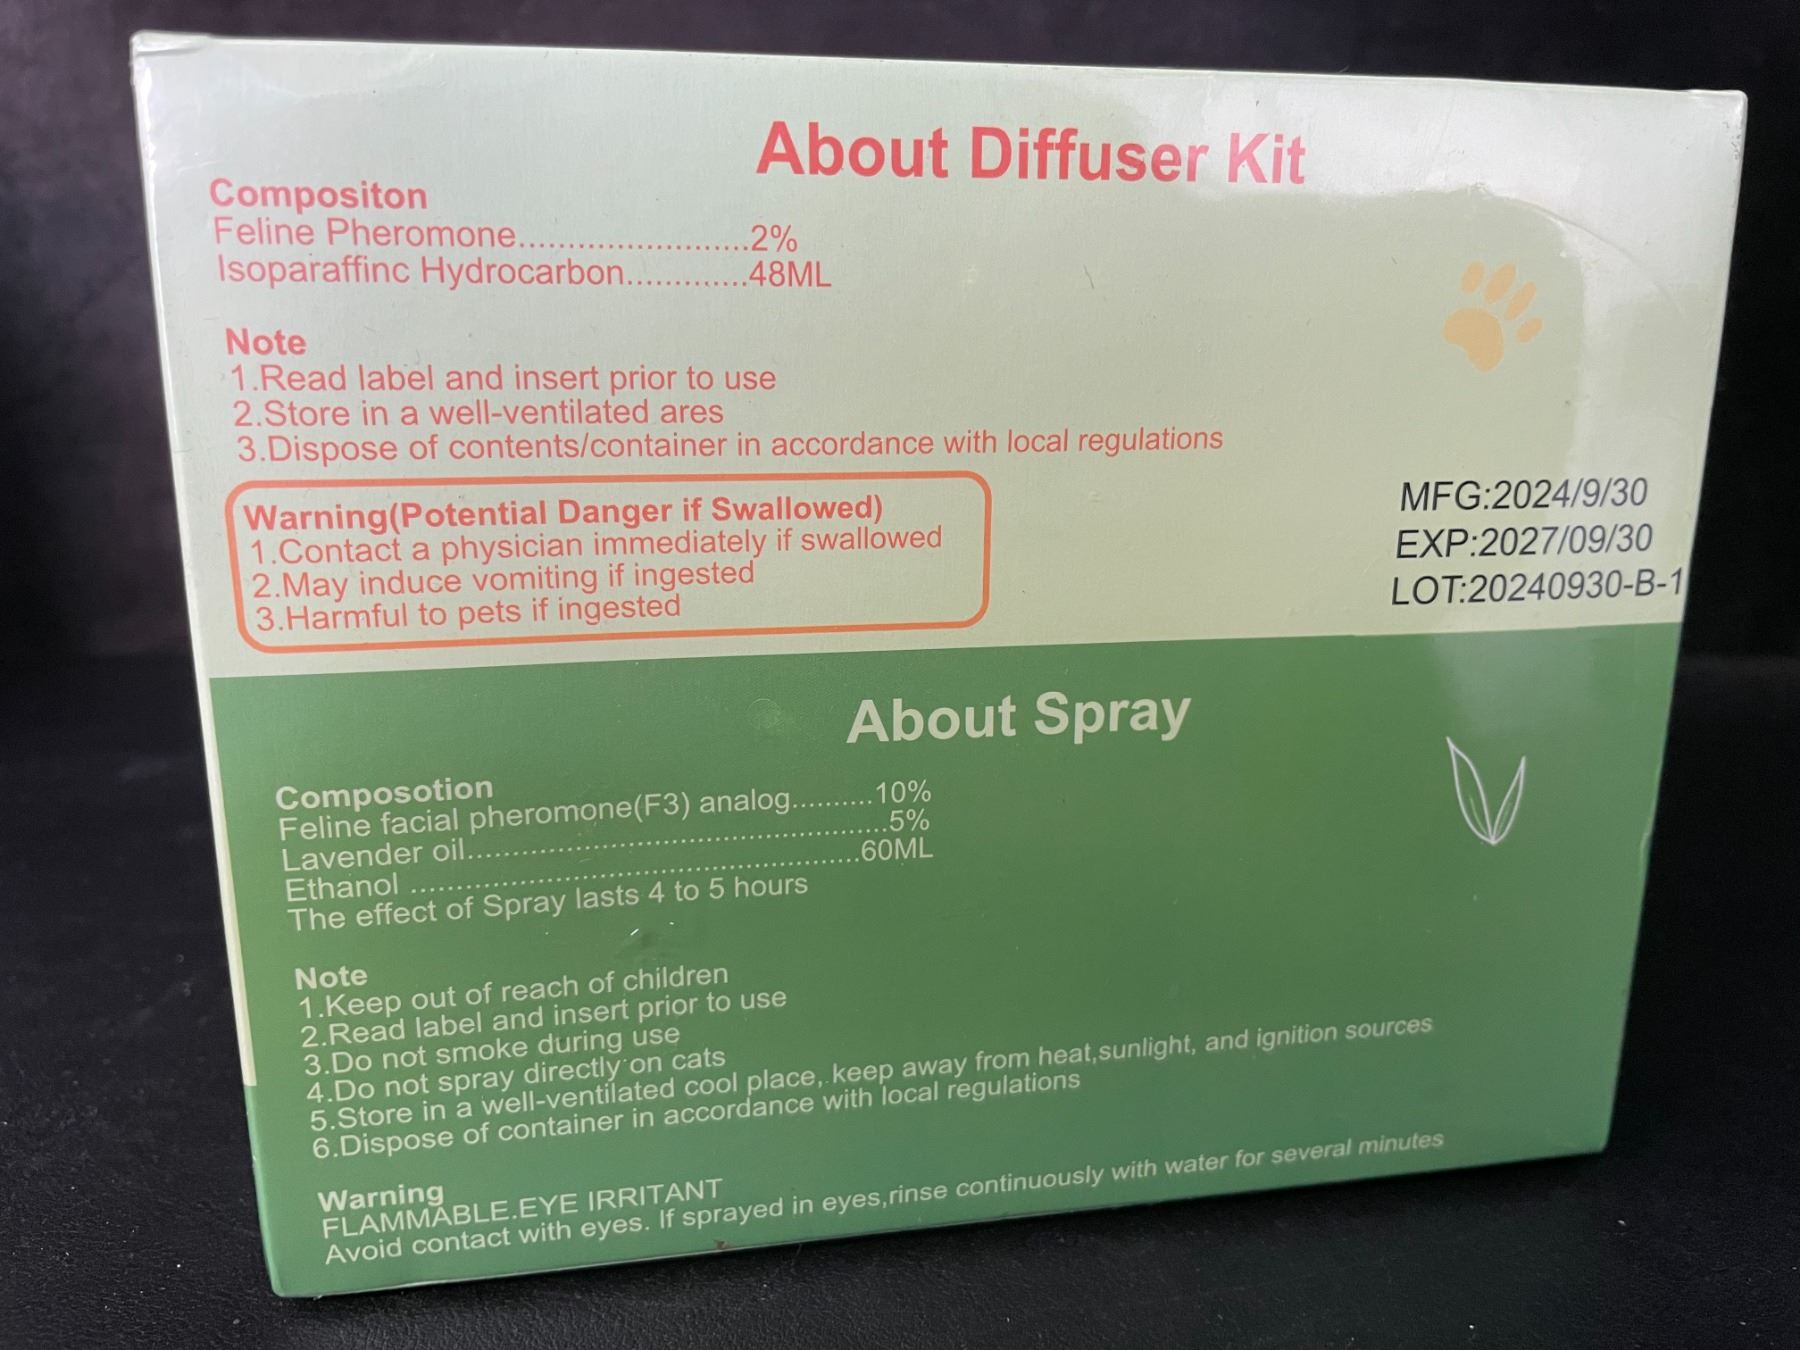 About Diffuser Kit
Compositon
Feline Pheromone........................2%
Isoparaffinc Hydrocarbon.............48ML
Note
1.Read label and insert prior to use
2.Store in a well-ventilated ares
3.Dispose of contents/container in accordance with local regulations
Warning(Potential Danger if Swallowed)
1.Contact a physician immediately if swallowed
2.May induce vomiting if ingested
3.Harmful to pets if ingested
MFG:2024/9/30
EXP:2027/09/30
LOT:20240930-B-1
About Spray
Composotion
Feline facial pheromone(F3) analog..........10%
Lavender oil..............................................5%
Ethanol .................................................60ML
The effect of Spray lasts 4 to 5 hours
Note
1.Keep out of reach of children
2.Read label and insert prior to use
3.Do not smoke during use
4.Do not spray directly on cats
5.Store in a well-ventilated cool place, keep away from heat,sunlight, and ignition sources
6.Dispose of container in accordance with local regulations
Warning
FLAMMABLE.EYE IRRITANT
Avoid contact with eyes. If sprayed in eyes,rinse continuously with water for several minutes